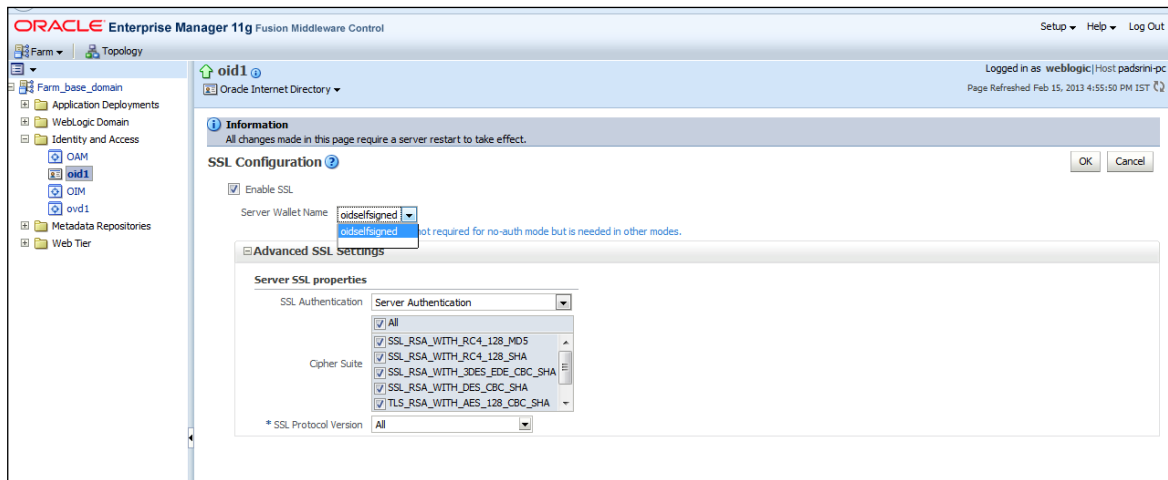 ORACLE Enterprise Manager 11g Fusion Middleware Control
Setup Help Log Out
Farm Topology
Farm_base_domain
Application Deployments
WebLogic Domain
Identity and Access
OAM
oid1
OIM
ovd1
Metadata Repositories
Web Tier
oid1
Logged in as weblogic|Host padsrini-pc
Oracle Internet Directory
Page Refreshed Feb 15, 2013 4:55:50 PM IST
Information
All changes made in this page require a server restart to take effect.
SSL Configuration
OK Cancel
Enable SSL
Server Wallet Name oidselfsigned
oidselfsigned not required for no-auth mode but is needed in other modes.
Advanced SSL Settings
Server SSL properties
SSL Authentication Server Authentication
All
SSL_RSA_WITH_RC4_128_MD5
SSL_RSA_WITH_RC4_128_SHA
Cipher Suite SSL_RSA_WITH_3DES_EDE_CBC_SHA
SSL_RSA_WITH_DES_CBC_SHA
TLS_RSA_WITH_AES_128_CBC_SHA
* SSL Protocol Version All